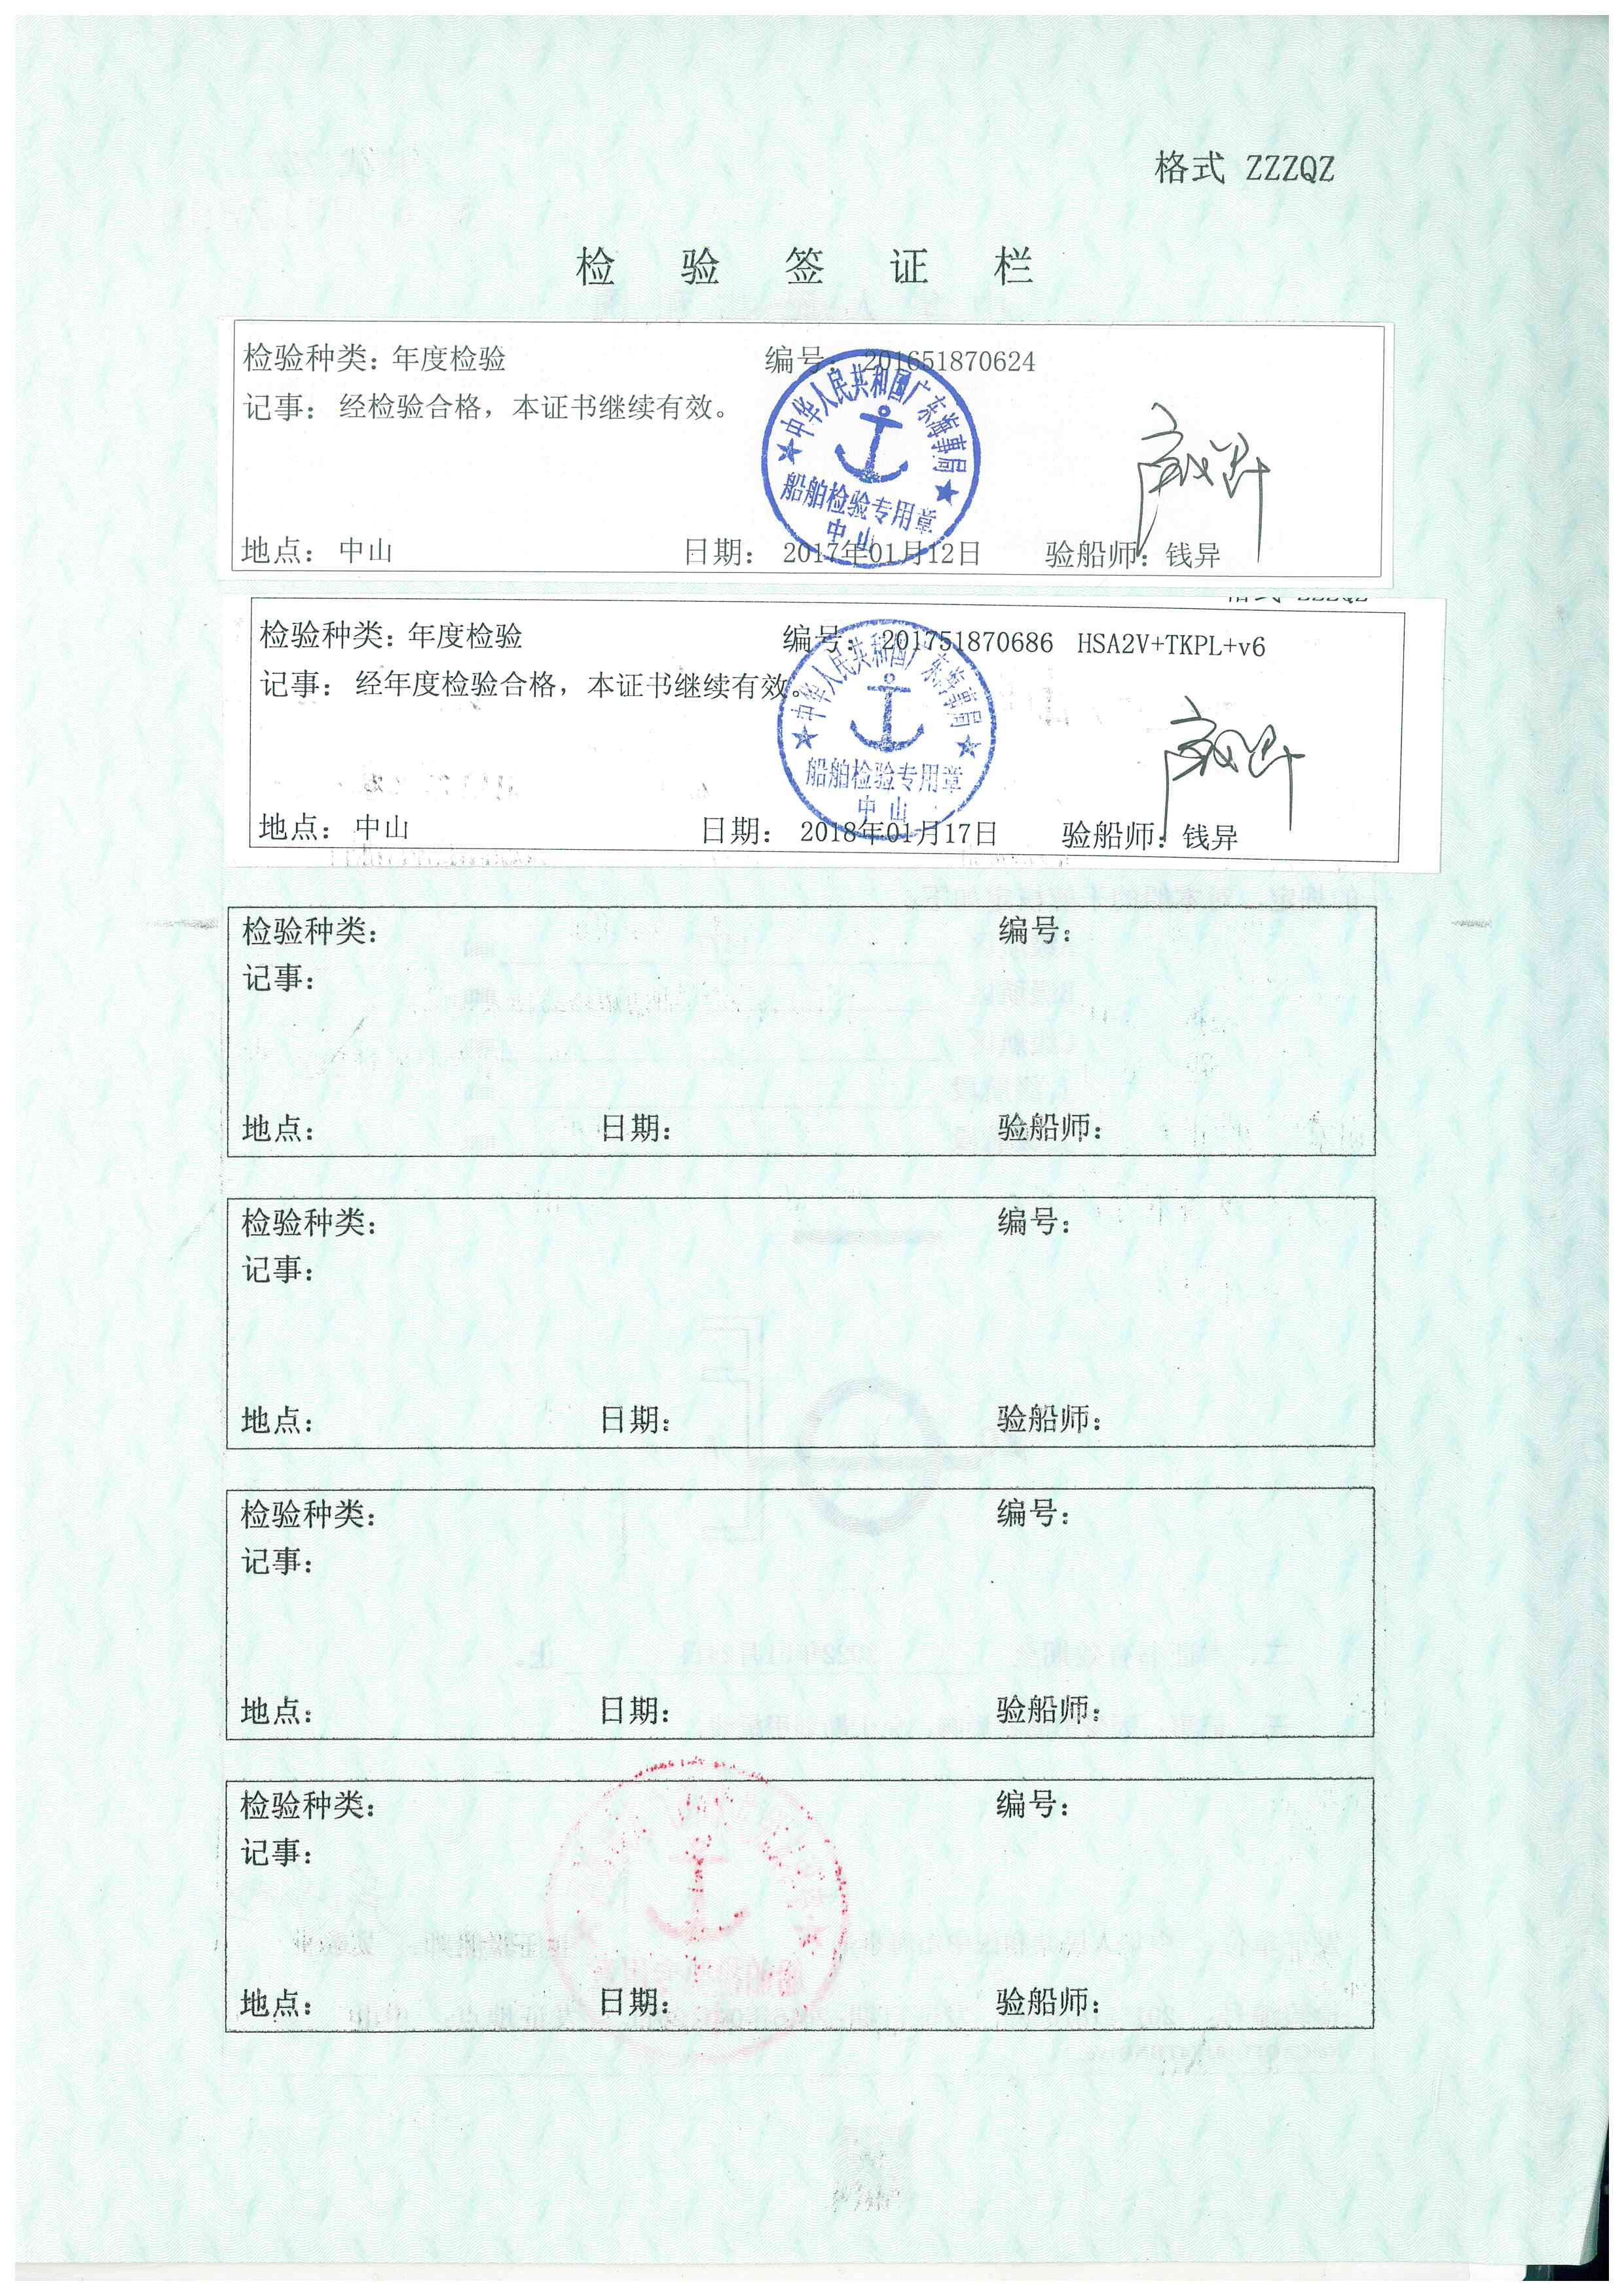 格式 ZZZQZ
检验签证栏
检验种类：年度检验 编号：201651870624
记事：经检验合格，本证书继续有效。
中华人民共和国广东海事局
船舶检验专用章
中山
地点：中山 日期：2017年01月12日 验船师：钱异
检验种类：年度检验 编号：201751870686 HSA2V+TKPL+v6
记事：经年度检验合格，本证书继续有效。
中华人民共和国广东海事局
船舶检验专用章
中山
地点：中山 日期：2018年01月17日 验船师：钱异
检验种类： 编号：
记事：
地点： 日期： 验船师：
检验种类： 编号：
记事：
地点： 日期： 验船师：
检验种类： 编号：
记事：
地点： 日期： 验船师：
检验种类： 编号：
记事：
地点： 日期： 验船师：